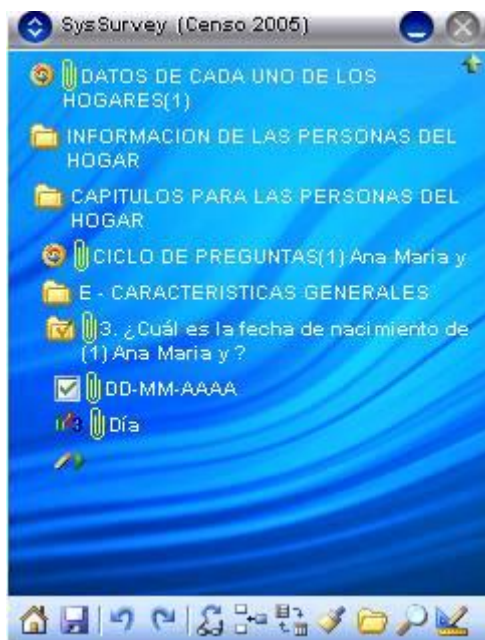 SysSurvey (Censo 2005)
DATOS DE CADA UNO DE LOS
HOGARES(1)
INFORMACION DE LAS PERSONAS DEL
HOGAR
CAPITULOS PARA LAS PERSONAS DEL
HOGAR
CICLO DE PREGUNTAS(1) Ana Maria y
E - CARACTERISTICAS GENERALES
3. ¿Cuál es la fecha de nacimiento de
(1) Ana Maria y ?
DD-MM-AAAA
Día